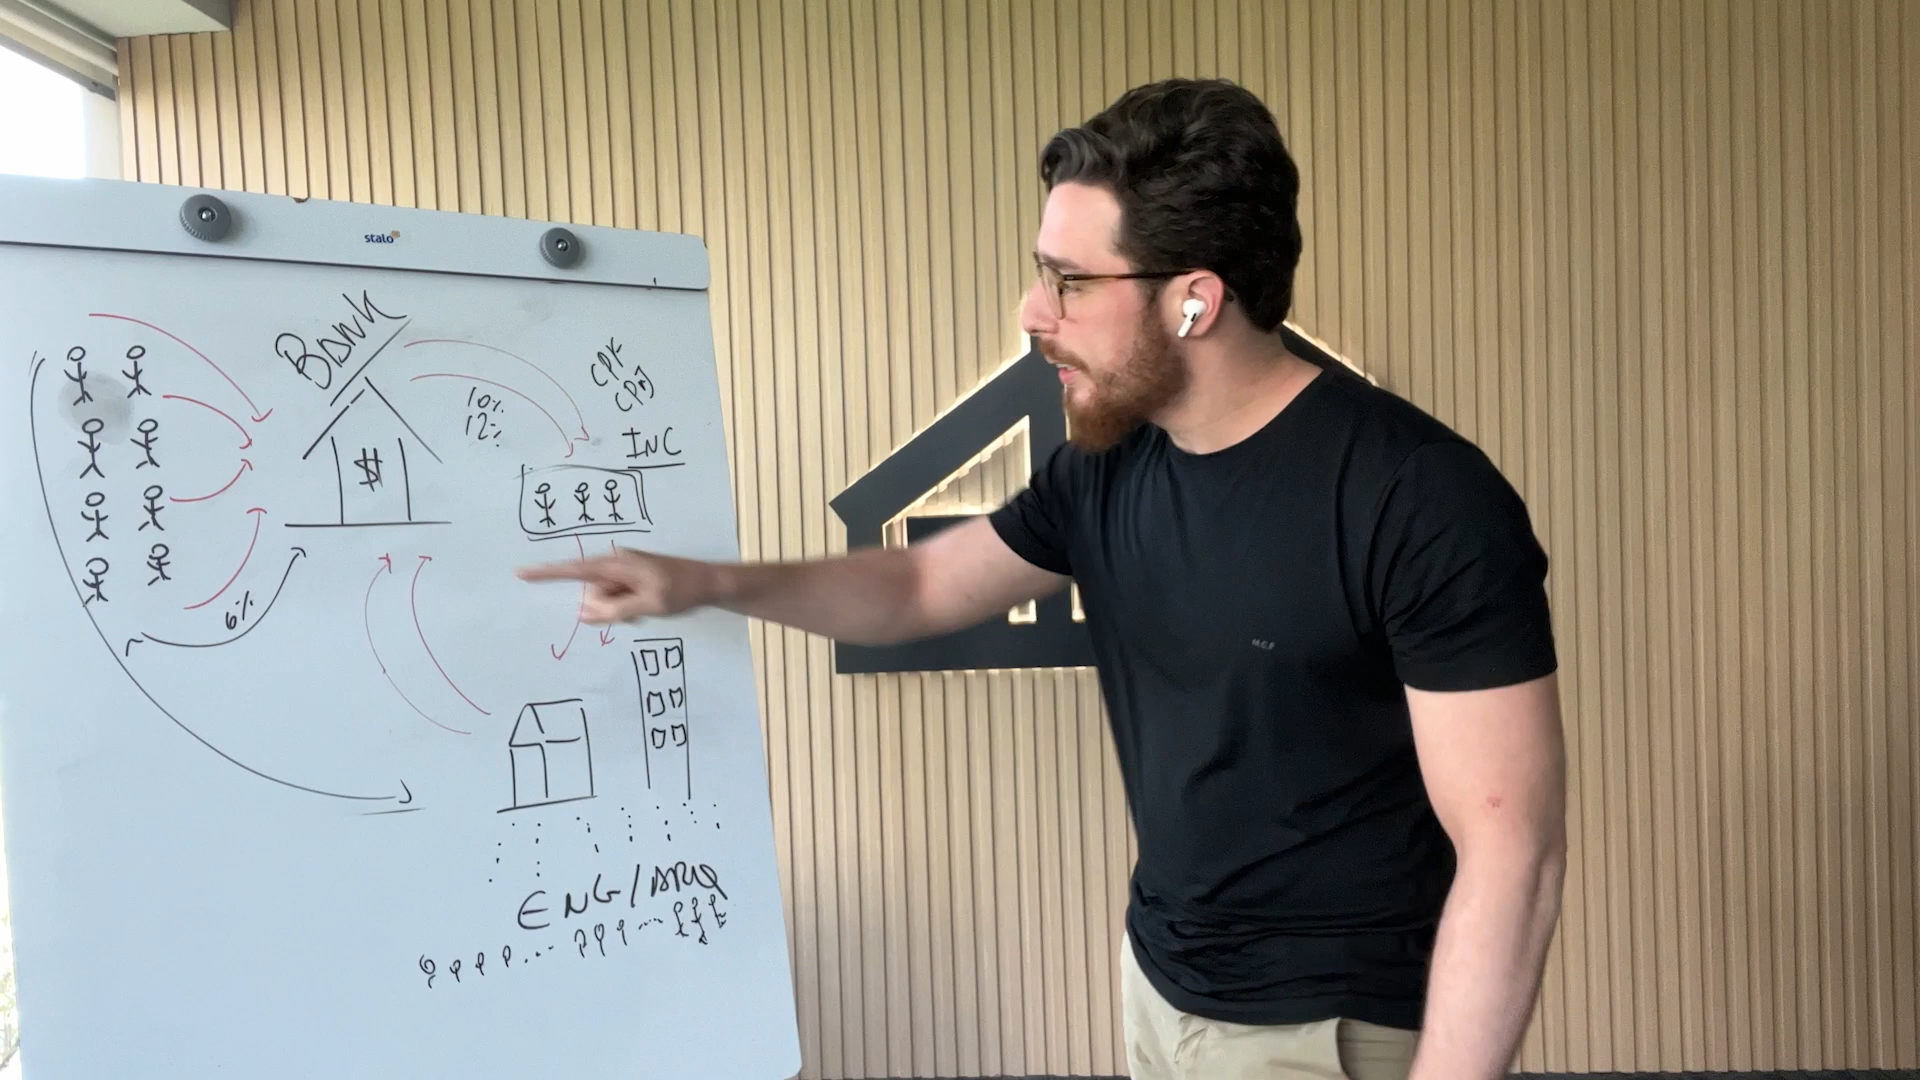 stalo
BANK
$
10%
12%
CPF
CPJ
INC
6%
ENG/ARQ
M.C.F